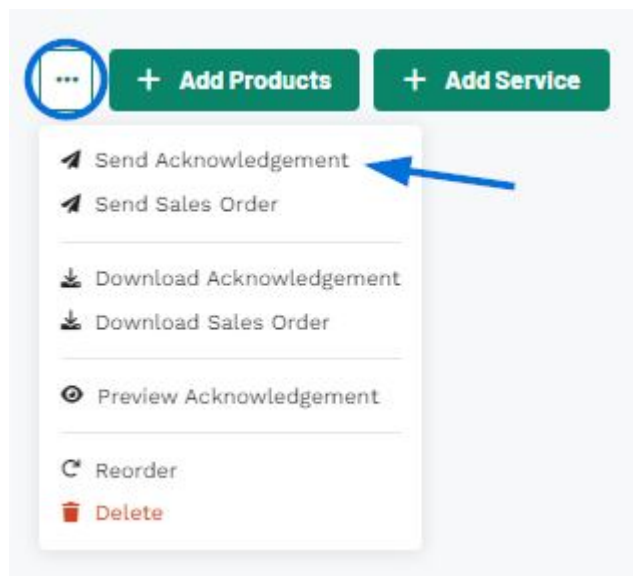 ... + Add Products + Add Service
Send Acknowledgement
Send Sales Order
Download Acknowledgement
Download Sales Order
Preview Acknowledgement
Reorder
Delete